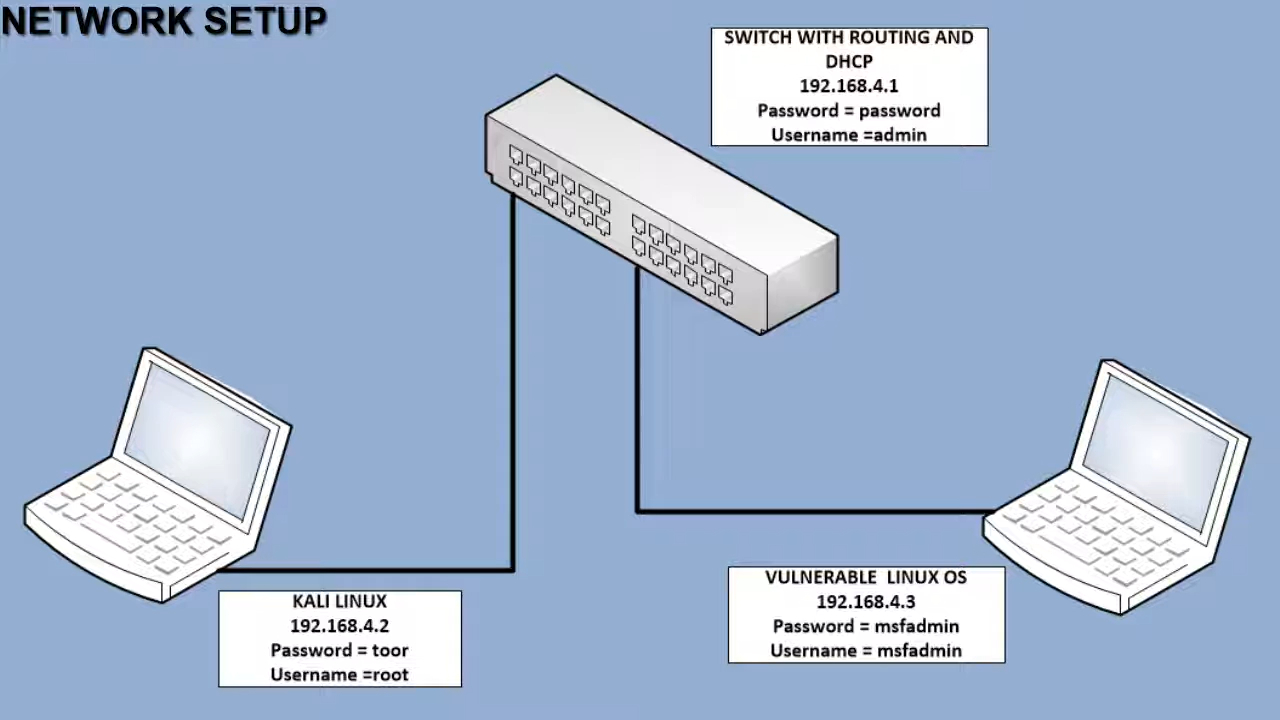 NETWORK SETUP
SWITCH WITH ROUTING AND
DHCP
192.168.4.1
Password = password
Username =admin
KALI LINUX
192.168.4.2
Password = toor
Username =root
VULNERABLE LINUX OS
192.168.4.3
Password = msfadmin
Username = msfadmin